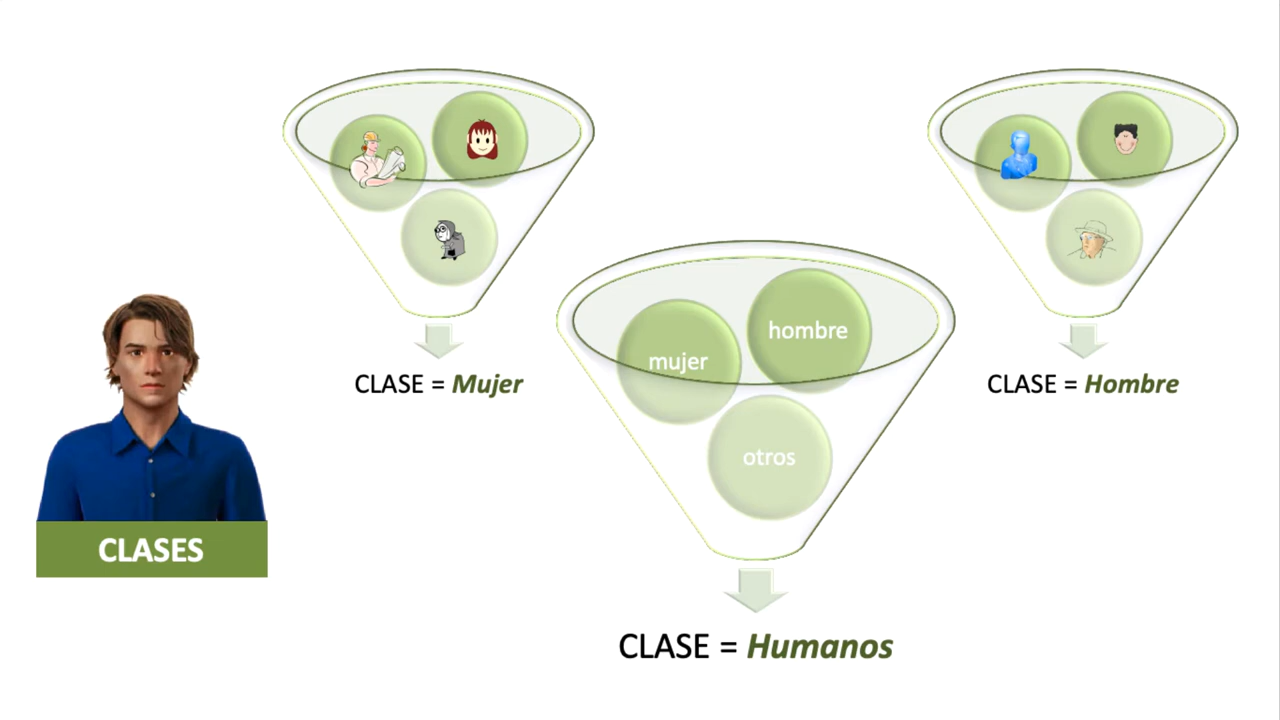 CLASE = Mujer
CLASE = Hombre
mujer
hombre
otros
CLASES
CLASE = Humanos